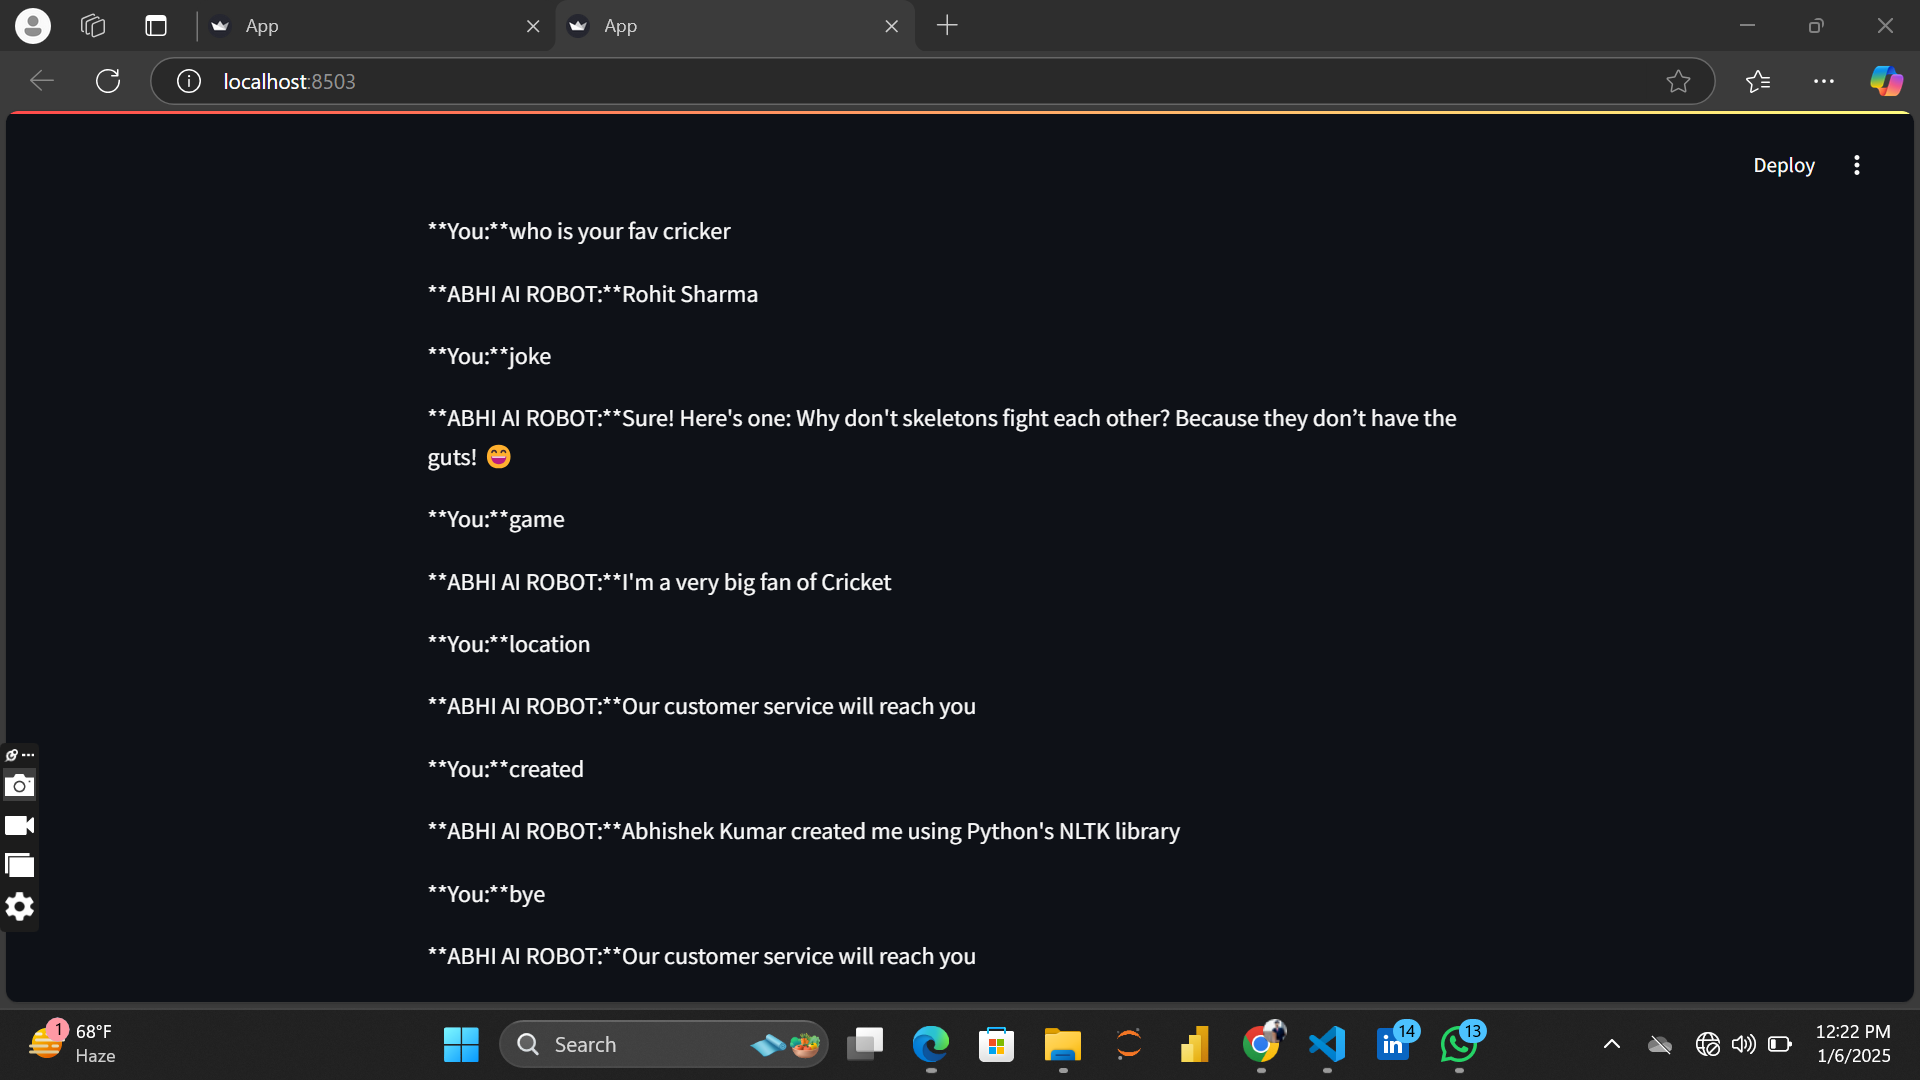 App
App
localhost:8503
Deploy
**You:**who is your fav cricker
**ABHI AI ROBOT:**Rohit Sharma
**You:**joke
**ABHI AI ROBOT:**Sure! Here's one: Why don't skeletons fight each other? Because they don’t have the
guts! 😄
**You:**game
**ABHI AI ROBOT:**I'm a very big fan of Cricket
**You:**location
**ABHI AI ROBOT:**Our customer service will reach you
**You:**created
**ABHI AI ROBOT:**Abhishek Kumar created me using Python's NLTK library
**You:**bye
**ABHI AI ROBOT:**Our customer service will reach you
1
68°F
Haze
Search
in
14
13
12:22 PM
1/6/2025